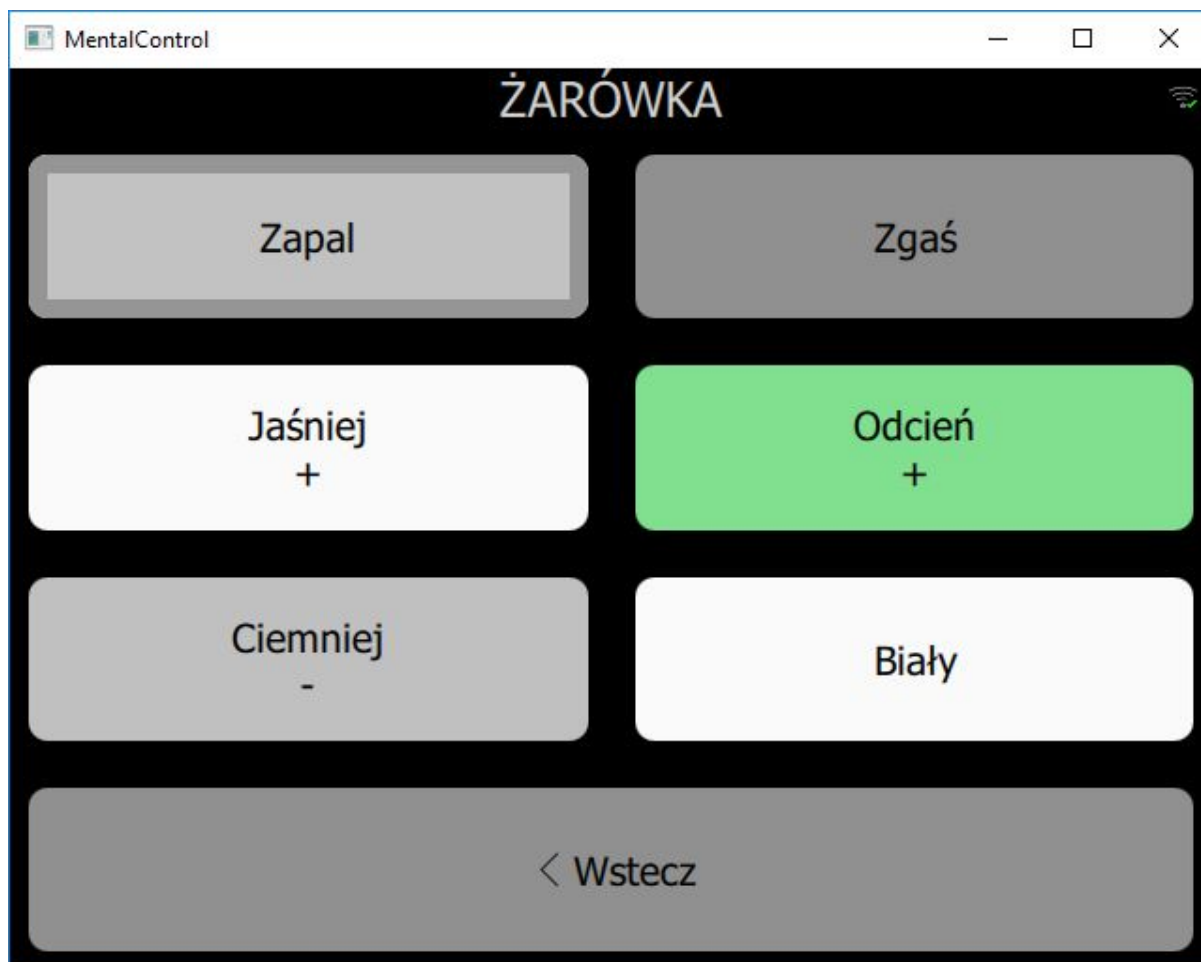 MentalControl
ŻARÓWKA
Zapal
Zgaś
Jaśniej
+
Odcień
+
Ciemniej
-
Biały
< Wstecz